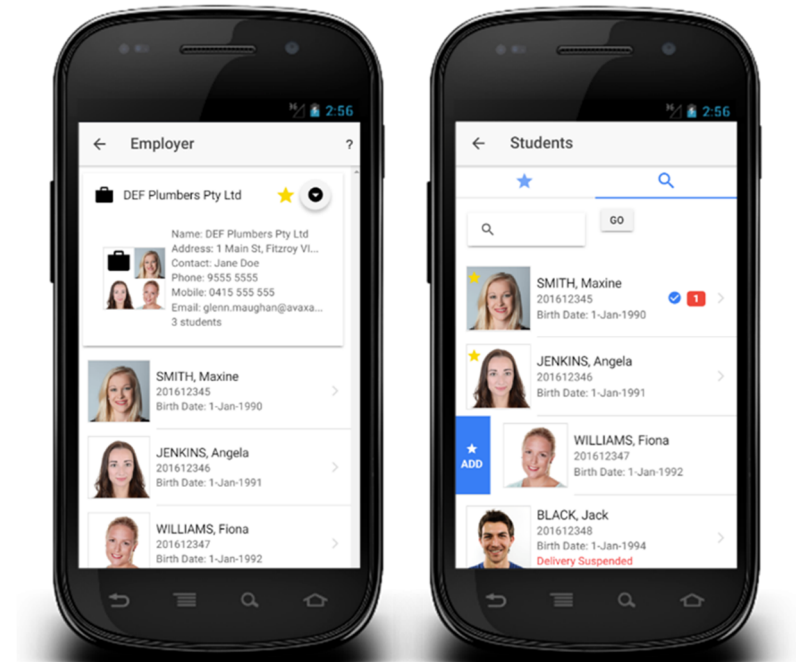 2:56
Employer
?
DEF Plumbers Pty Ltd
Name: DEF Plumbers Pty Ltd
Address: 1 Main St, Fitzroy VI...
Contact: Jane Doe
Phone: 9555 5555
Mobile: 0415 555 555
Email: glenn.maughan@avaxa...
3 students
SMITH, Maxine
201612345
Birth Date: 1-Jan-1990
JENKINS, Angela
201612346
Birth Date: 1-Jan-1991
WILLIAMS, Fiona
201612347
Birth Date: 1-Jan-1992
2:56
Students
GO
SMITH, Maxine
201612345
1
Birth Date: 1-Jan-1990
JENKINS, Angela
201612346
Birth Date: 1-Jan-1991
ADD
WILLIAMS, Fiona
201612347
Birth Date: 1-Jan-1992
BLACK, Jack
201612348
Birth Date: 1-Jan-1994
Delivery Suspended